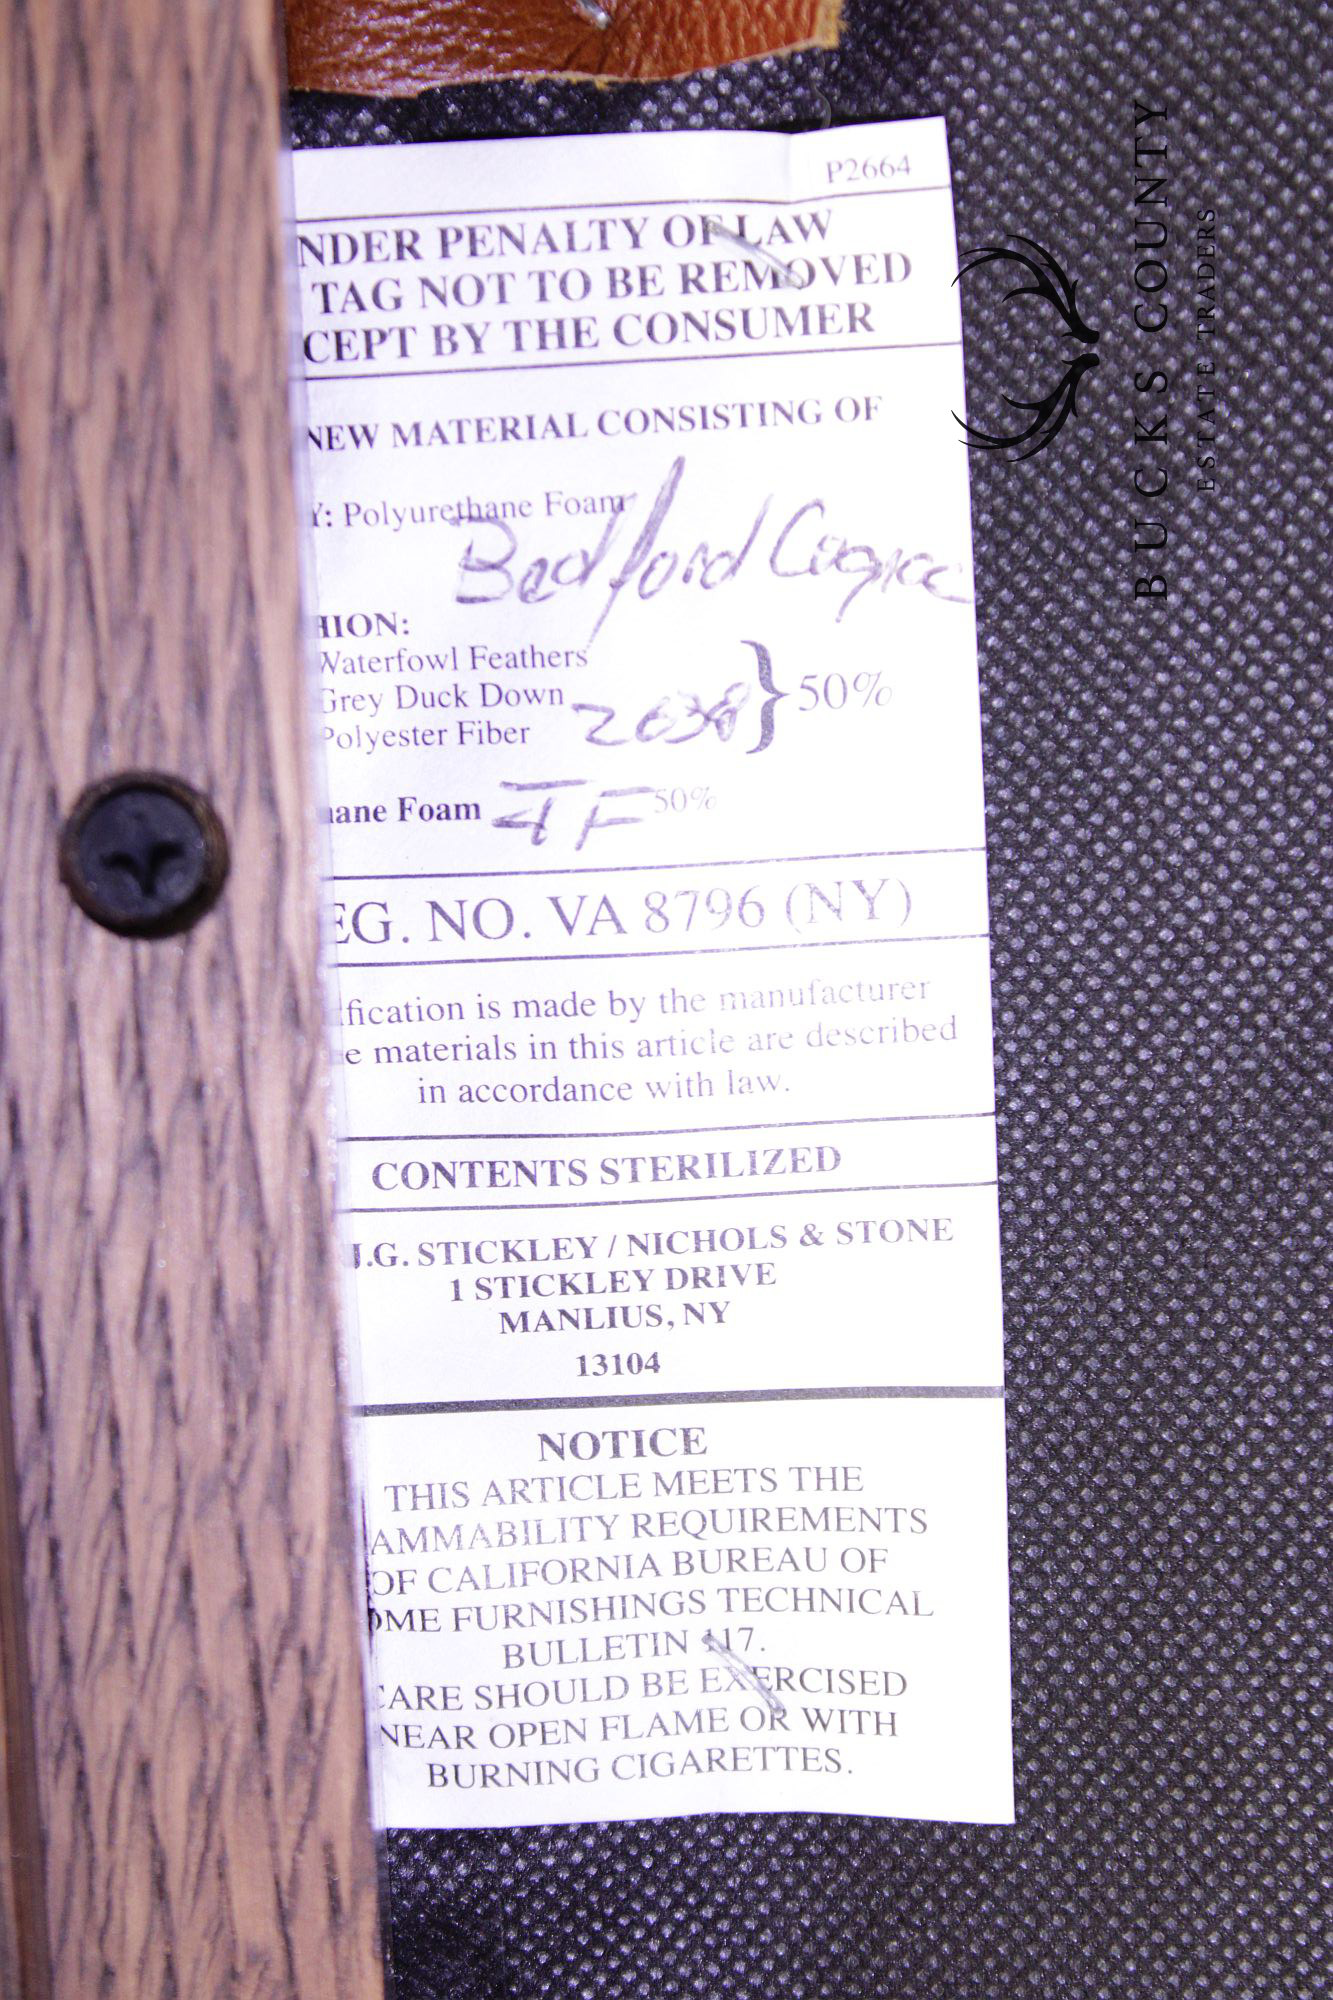 P2664
NDER PENALTY OF LAW
TAG NOT TO BE REMOVED
CEPT BY THE CONSUMER
NEW MATERIAL CONSISTING OF
Y: Polyurethane Foam
Bedford Cognac
HION:
Waterfowl Feathers
Grey Duck Down
Polyester Fiber
} 50%
2638
ane Foam 50%
EG. NO. VA 8796 (NY)
fication is made by the manufacturer
e materials in this article are described
in accordance with law.
CONTENTS STERILIZED
J.G. STICKLEY / NICHOLS & STONE
1 STICKLEY DRIVE
MANLIUS, NY
13104
NOTICE
THIS ARTICLE MEETS THE
AMMABILITY REQUIREMENTS
OF CALIFORNIA BUREAU OF
OME FURNISHINGS TECHNICAL
BULLETIN 117.
CARE SHOULD BE EXERCISED
NEAR OPEN FLAME OR WITH
BURNING CIGARETTES.
BUCKS COUNTY
ESTATE TRADERS